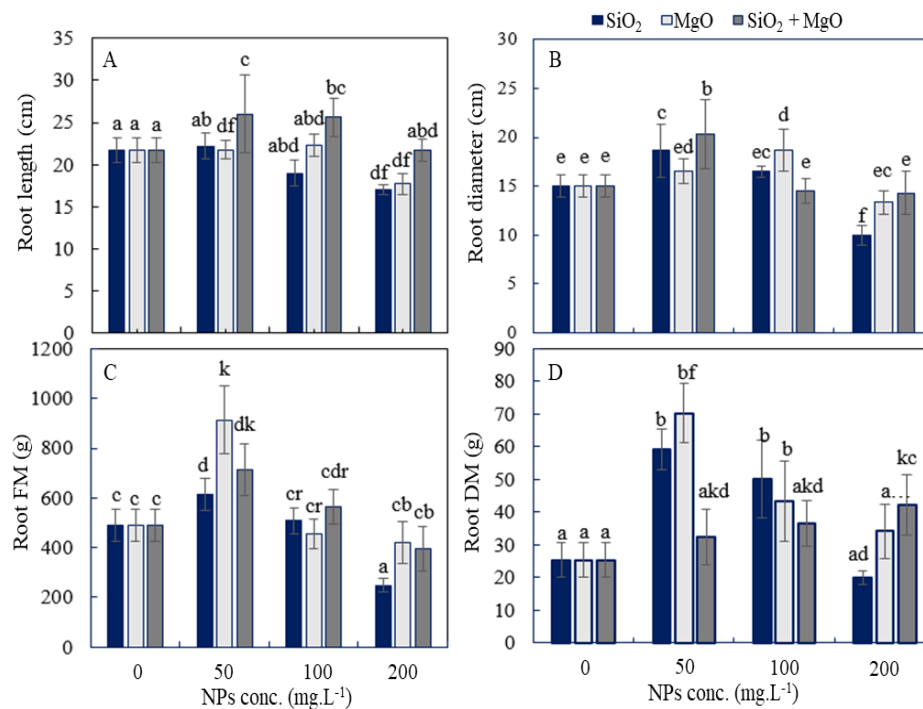 SiO₂ MgO SiO₂ + MgO
A
Root length (cm)
35
30
25
20
15
10
5
0
a a a ab df c abd abd bc df df abd
B
Root diameter (cm)
30
25
20
15
10
5
0
e e e c ed b ec d e f ec e
C
Root FM (g)
1200
1000
800
600
400
200
0
c c c d k dk cr cr cdr a cb cb
0 50 100 200
NPs conc. (mg.L⁻¹)
D
Root DM (g)
90
80
70
60
50
40
30
20
10
0
a a a b bf akd b b akd ad a... kc
0 50 100 200
NPs conc. (mg.L⁻¹)